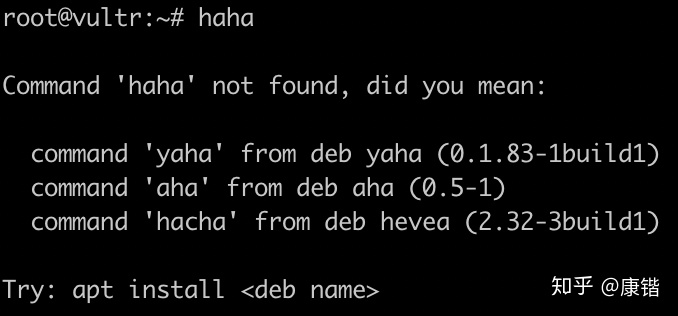 root@vultr:~# haha
Command 'haha' not found, did you mean:
command 'yaha' from deb yaha (0.1.83-1build1)
command 'aha' from deb aha (0.5-1)
command 'hacha' from deb hevea (2.32-3build1)
Try: apt install <deb name>
知乎 @康锴